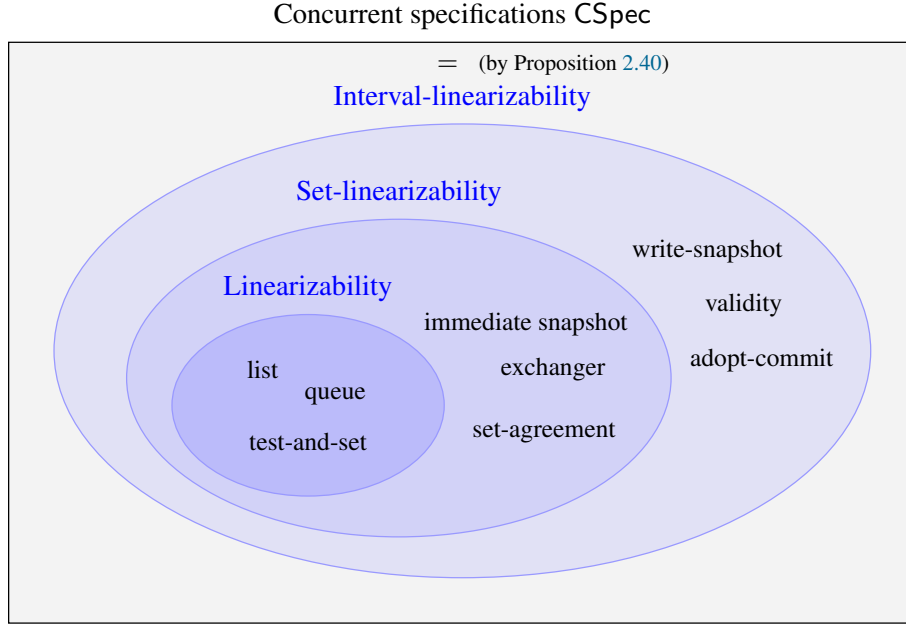 Concurrent specifications CSpec
= (by Proposition 2.40)
Interval-linearizability
Set-linearizability
write-snapshot
Linearizability
validity
immediate snapshot
adopt-commit
list
exchanger
queue
set-agreement
test-and-set